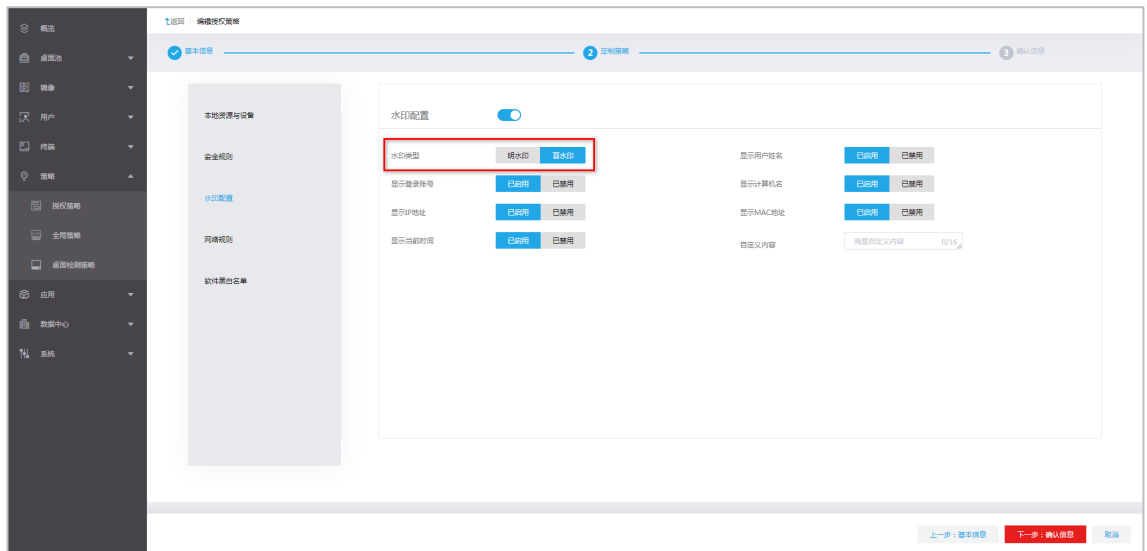 概览
桌面池
镜像
用户
终端
策略
授权策略
全局策略
桌面检测策略
应用
数据中心
系统
返回 编辑授权策略
基本信息
2 定制策略
3 确认信息
本地资源与设备
安全规则
水印配置
网络规则
软件黑白名单
水印配置
水印类型 明水印 盲水印 显示用户姓名 已启用 已禁用
显示登录账号 已启用 已禁用 显示计算机名 已启用 已禁用
显示IP地址 已启用 已禁用 显示MAC地址 已启用 已禁用
显示当前时间 已启用 已禁用 自定义内容 我是自定义内容 0/16
上一步：基本信息 下一步：确认信息 取消